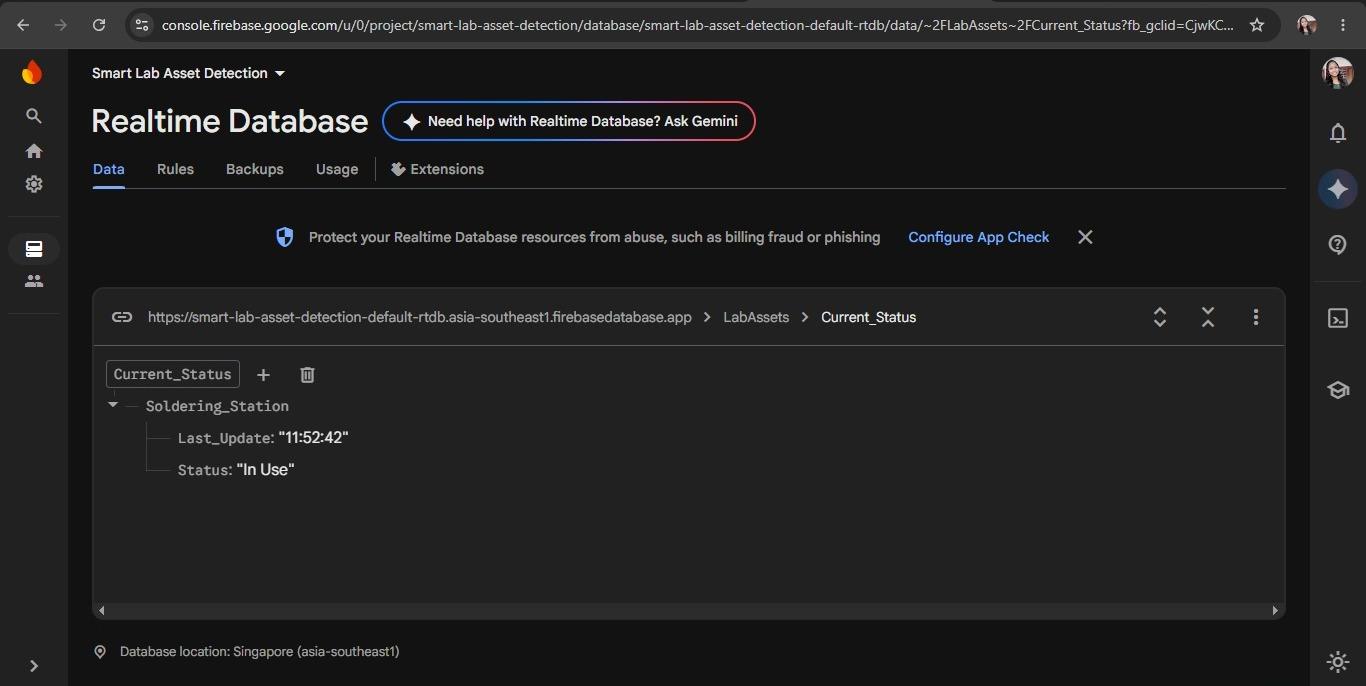 console.firebase.google.com/u/0/project/smart-lab-asset-detection/database/smart-lab-asset-detection-default-rtdb/data/~2FLabAssets~2FCurrent_Status?fb_gclid=CjwKC...
Smart Lab Asset Detection
Realtime Database
Need help with Realtime Database? Ask Gemini
Data Rules Backups Usage Extensions
Protect your Realtime Database resources from abuse, such as billing fraud or phishing Configure App Check
https://smart-lab-asset-detection-default-rtdb.asia-southeast1.firebasedatabase.app > LabAssets > Current_Status
Current_Status
Soldering_Station
Last_Update: "11:52:42"
Status: "In Use"
Database location: Singapore (asia-southeast1)